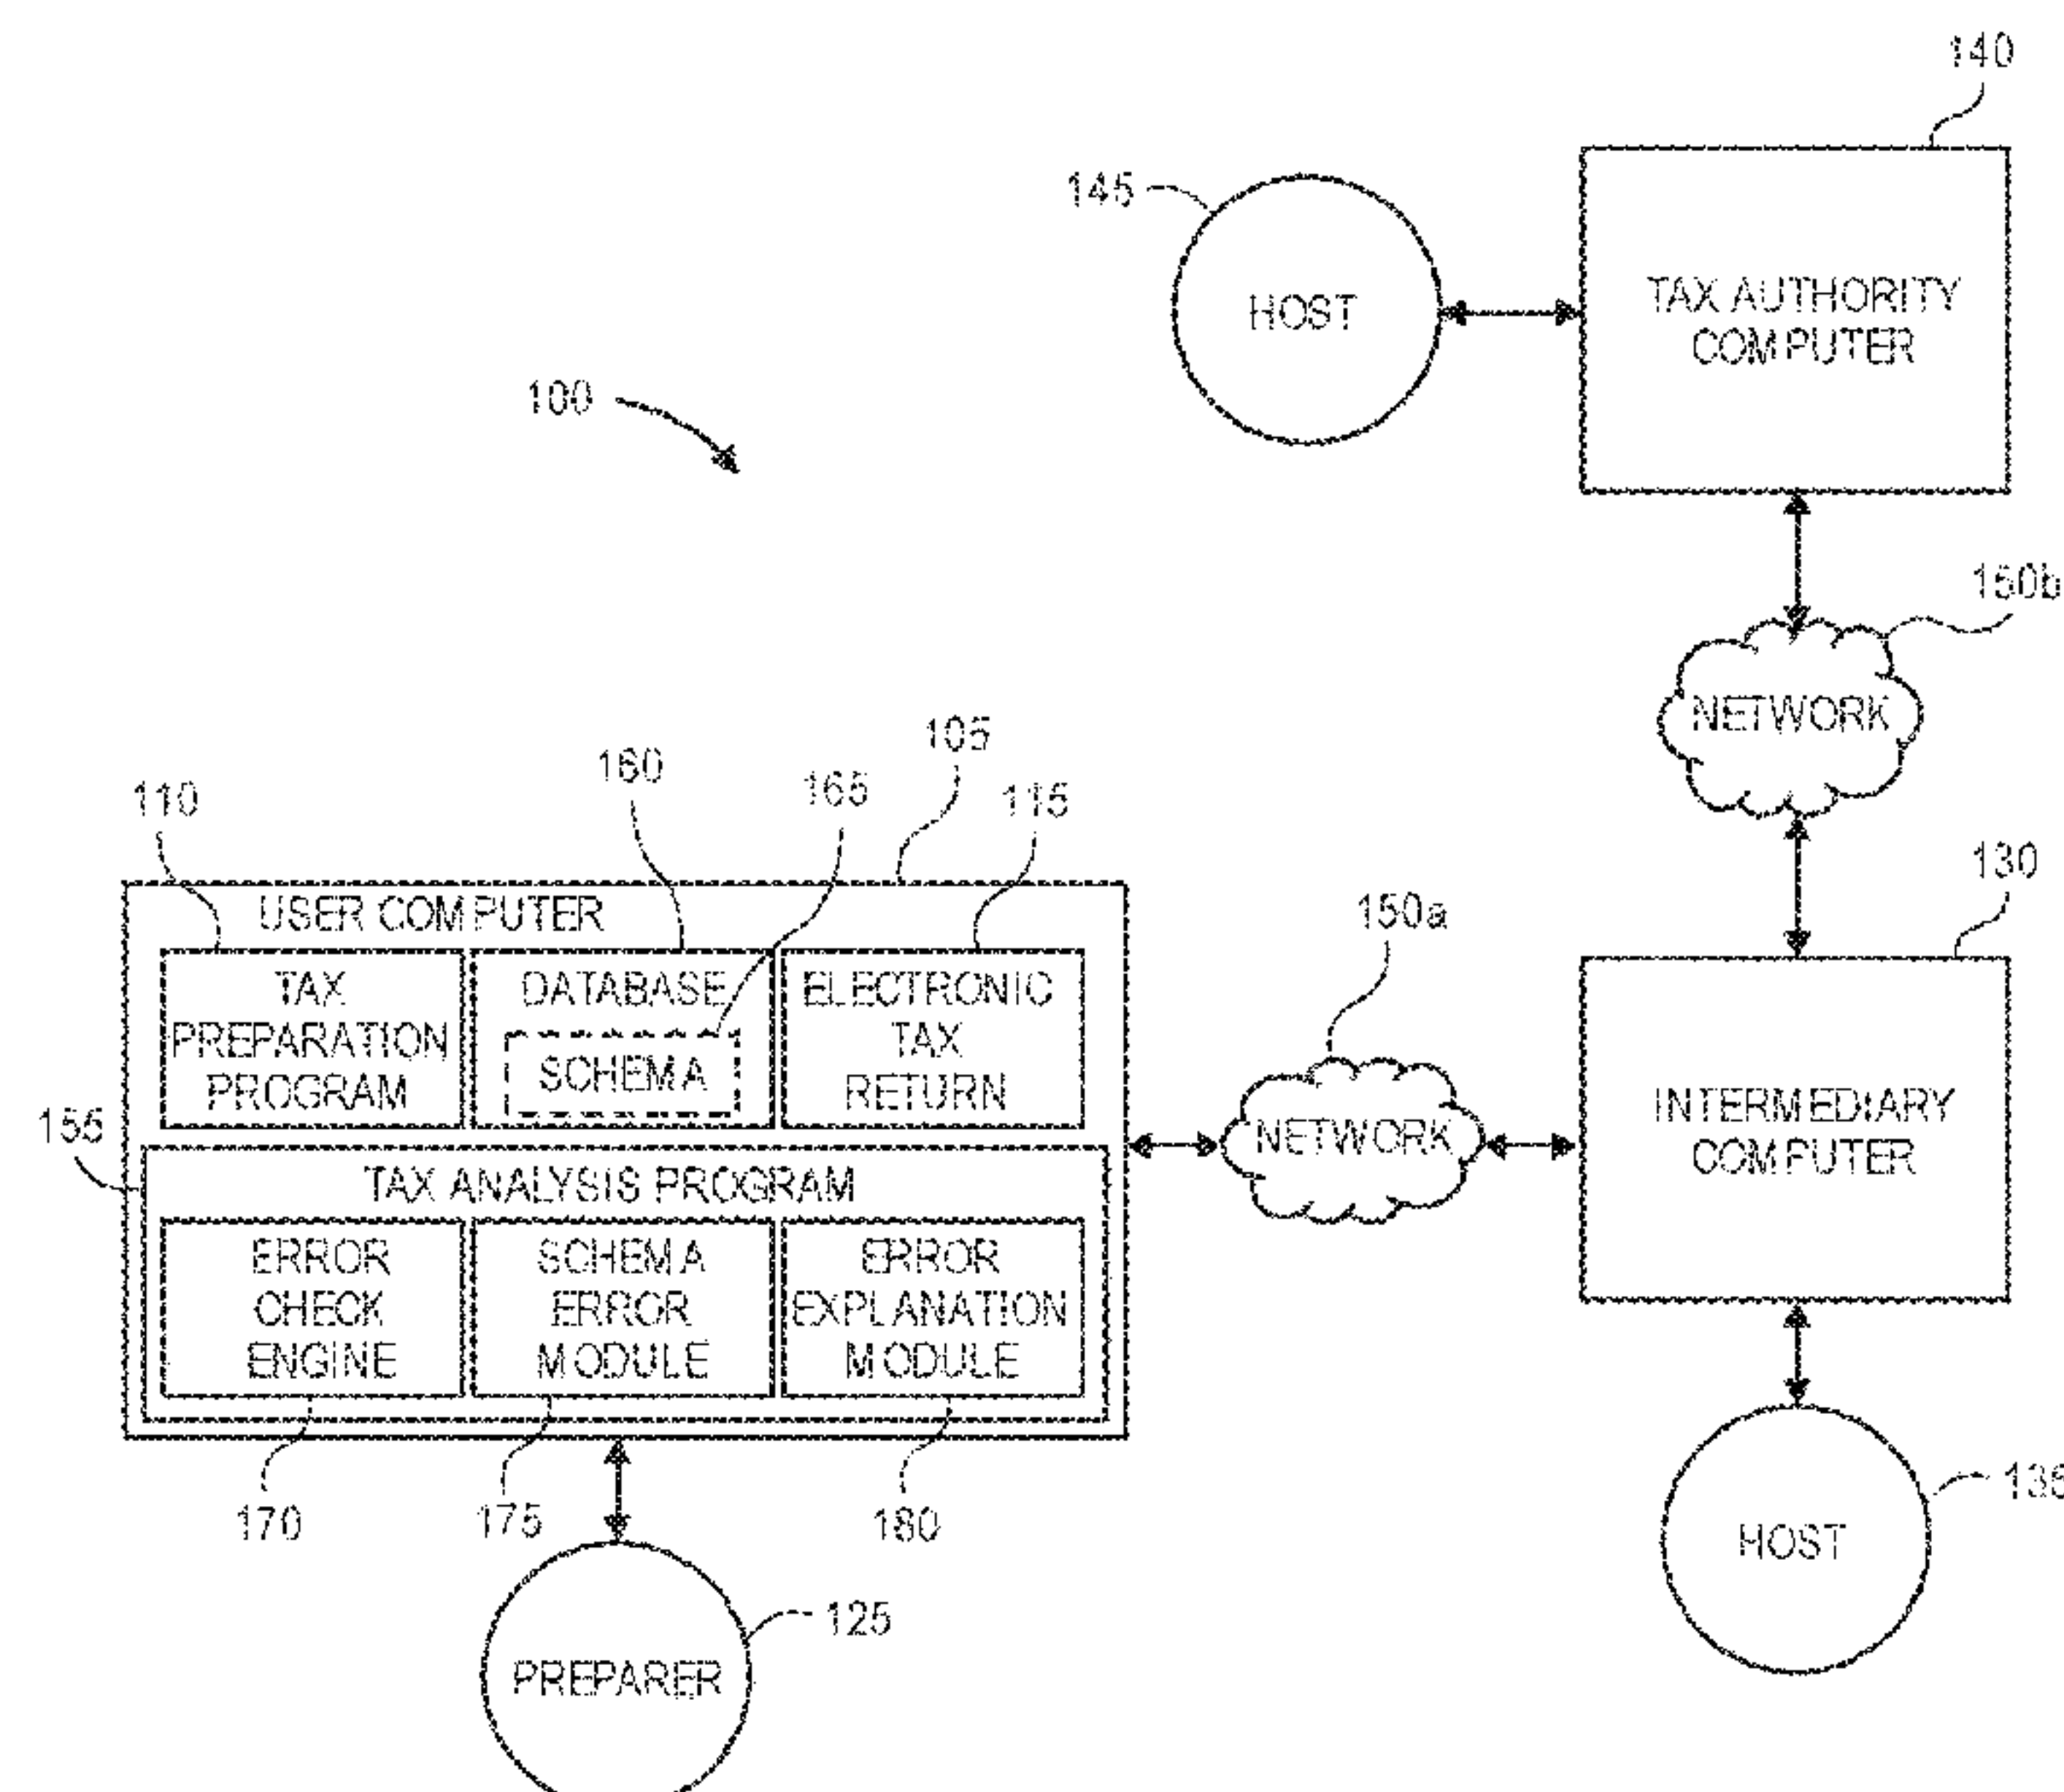 140
145
HOST
TAX AUTHORITY
COMPUTER
100
150b
NETWORK
105
160
165
110
115
130
150a
USER COMPUTER
TAX
PREPARATION
PROGRAM
DATABASE
SCHEMA
ELECTRONIC
TAX
RETURN
155
NETWORK
INTERMEDIARY
COMPUTER
TAX ANALYSIS PROGRAM
ERROR
CHECK
ENGINE
SCHEMA
ERROR
MODULE
ERROR
EXPLANATION
MODULE
170
175
180
135
HOST
125
PREPARER